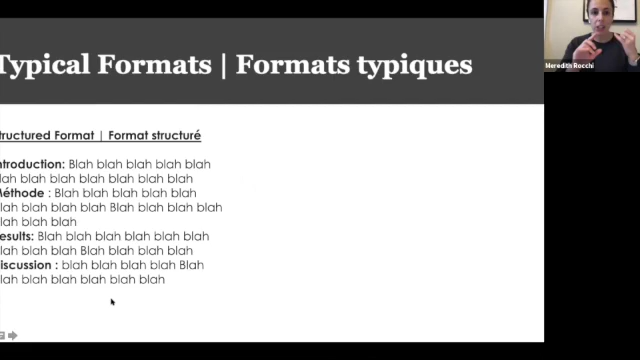 Typical Formats | Formats typiques
Meredith Rocchi
tructured Format | Format structuré
ntroduction: Blah blah blah blah blah
lah blah blah blah blah blah blah
Méthode : Blah blah blah blah blah
lah blah blah blah Blah blah blah blah
lah blah blah
esults: Blah blah blah blah blah blah
lah blah blah Blah blah blah blah
iscussion : blah blah blah blah Blah
lah blah blah blah blah blah